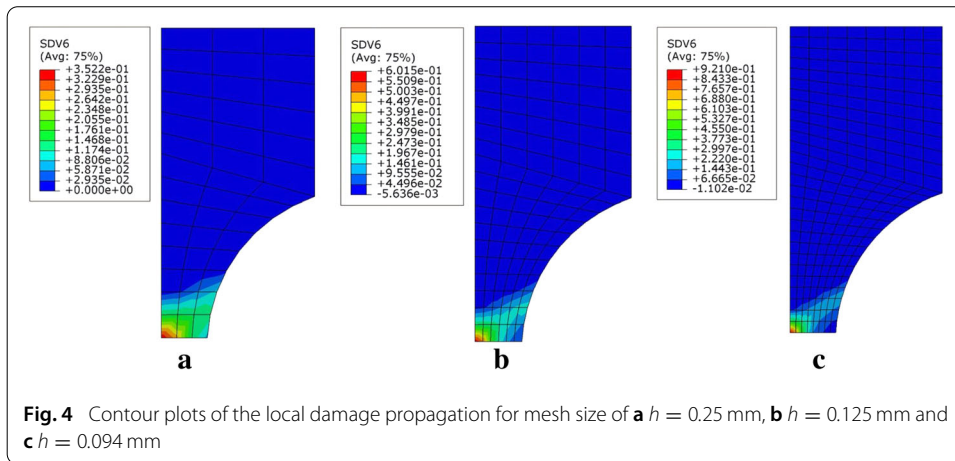 SDV6
(Avg: 75%)
+3.522e-01
+3.229e-01
+2.935e-01
+2.642e-01
+2.348e-01
+2.055e-01
+1.761e-01
+1.468e-01
+1.174e-01
+8.806e-02
+5.871e-02
+2.935e-02
+0.000e+00
SDV6
(Avg: 75%)
+6.015e-01
+5.509e-01
+5.003e-01
+4.497e-01
+3.991e-01
+3.485e-01
+2.979e-01
+2.473e-01
+1.967e-01
+1.461e-01
+9.555e-02
+4.496e-02
-5.636e-03
SDV6
(Avg: 75%)
+9.210e-01
+8.433e-01
+7.657e-01
+6.880e-01
+6.103e-01
+5.327e-01
+4.550e-01
+3.773e-01
+2.997e-01
+2.220e-01
+1.443e-01
+6.665e-02
-1.102e-02
a
b
c
Fig. 4 Contour plots of the local damage propagation for mesh size of a h = 0.25 mm, b h = 0.125 mm and
c h = 0.094 mm